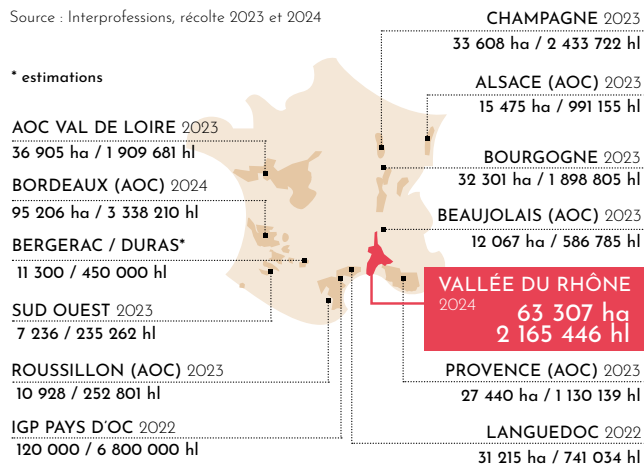 Source : Interprofessions, récolte 2023 et 2024
* estimations
AOC VAL DE LOIRE 2023
36 905 ha / 1 909 681 hl
BORDEAUX (AOC) 2024
95 206 ha / 3 338 210 hl
BERGERAC / DURAS*
11 300 / 450 000 hl
SUD OUEST 2023
7 236 / 235 262 hl
ROUSSILLON (AOC) 2023
10 928 / 252 801 hl
IGP PAYS D'OC 2022
120 000 / 6 800 000 hl
CHAMPAGNE 2023
33 608 ha / 2 433 722 hl
ALSACE (AOC) 2023
15 475 ha / 991 155 hl
BOURGOGNE 2023
32 301 ha / 1 898 805 hl
BEAUJOLAIS (AOC) 2023
12 067 ha / 586 785 hl
VALLÉE DU RHÔNE
2024 63 307 ha
2 165 446 hl
PROVENCE (AOC) 2023
27 440 ha / 1 130 139 hl
LANGUEDOC 2022
31 215 ha / 741 034 hl